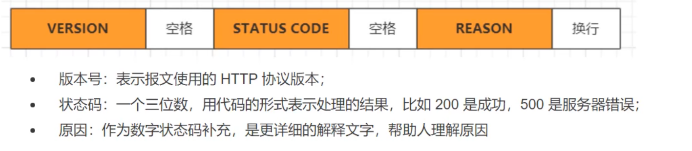 VERSION 空格 STATUS CODE 空格 REASON 换行
• 版本号：表示报文使用的 HTTP 协议版本；
• 状态码：一个三位数，用代码的形式表示处理的结果，比如 200 是成功，500 是服务器错误；
• 原因：作为数字状态码补充，是更详细的解释文字，帮助人理解原因